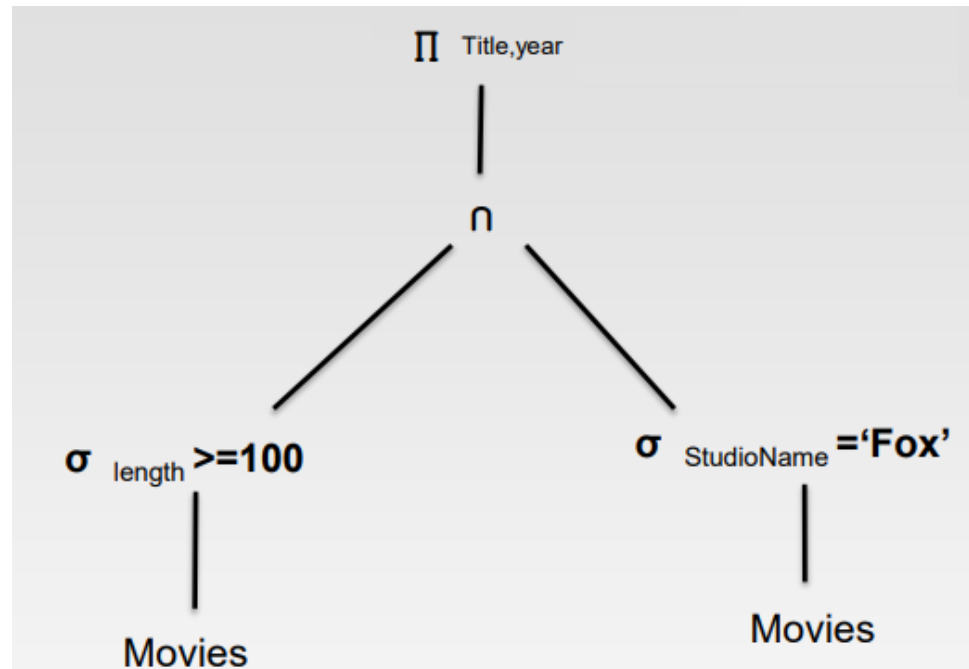 ∏ Title,year
∩
σ length >=100
σ StudioName =‘Fox’
Movies
Movies